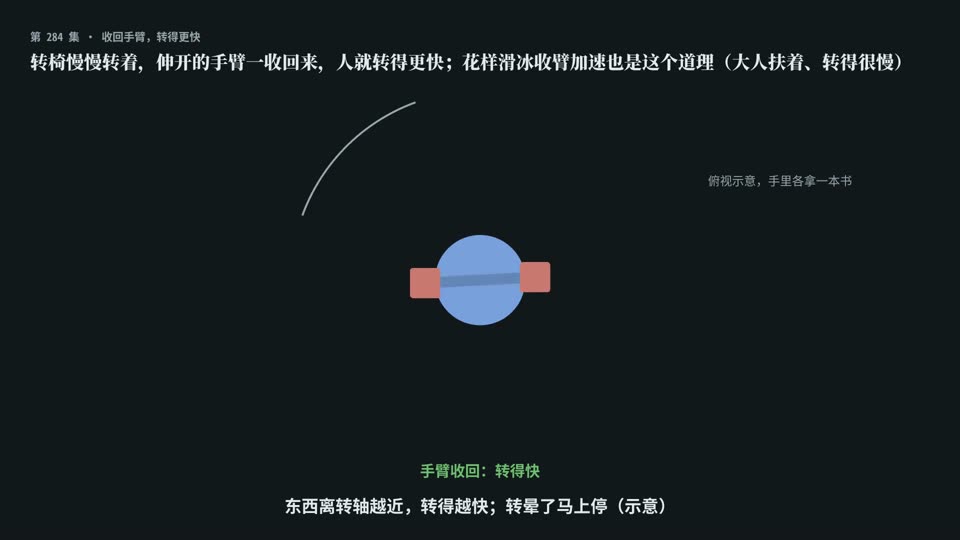 第 284 集 · 收回手臂，转得更快
转椅慢慢转着，伸开的手臂一收回来，人就转得更快；花样滑冰收臂加速也是这个道理（大人扶着、转得很慢）
俯视示意，手里各拿一本书
手臂收回：转得快
东西离转轴越近，转得越快；转晕了马上停（示意）